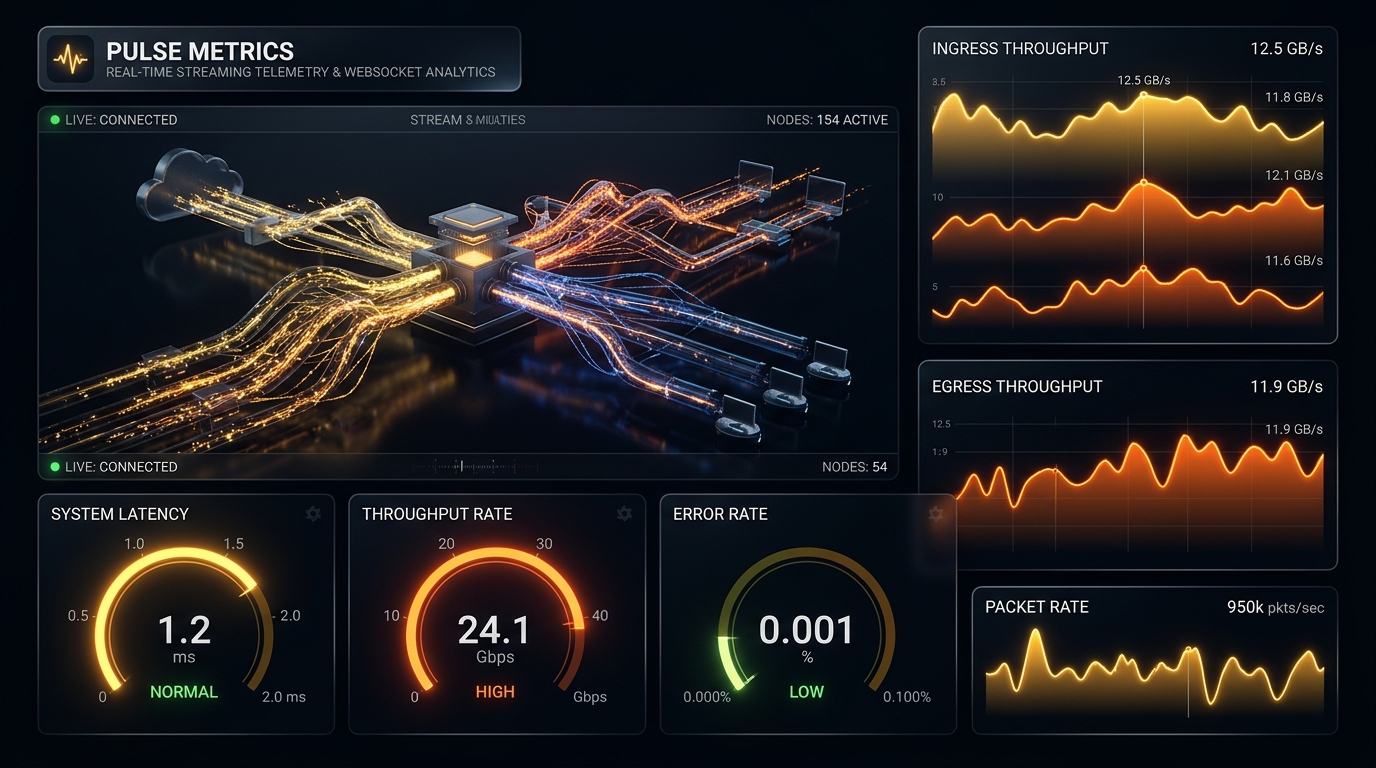 PULSE METRICS
REAL-TIME STREAMING TELEMETRY & WEBSOCKET ANALYTICS
LIVE: CONNECTED
STREAM &
NODES: 154 ACTIVE
LIVE: CONNECTED
NODES: 54
SYSTEM LATENCY
0
0.5
1.0
1.5
2.0
2.0 ms
1.2
ms
NORMAL
THROUGHPUT RATE
0
10
20
30
40
Gbps
24.1
Gbps
HIGH
ERROR RATE
0.001
%
LOW
0.000%
0.100%
INGRESS THROUGHPUT
12.5 GB/s
3.5
12.5 GB/s
11.8 GB/s
12.1 GB/s
10
11.6 GB/s
5
EGRESS THROUGHPUT
11.9 GB/s
12.5
11.9 GB/s
1:9
PACKET RATE
950k pkts/sec